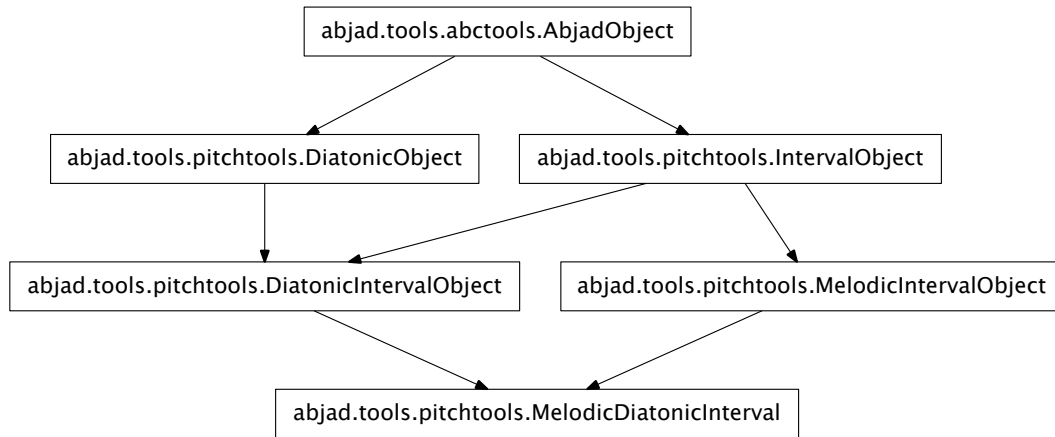 abjad.tools.abctools.AbjadObject
abjad.tools.pitchtools.DiatonicObject
abjad.tools.pitchtools.IntervalObject
abjad.tools.pitchtools.DiatonicIntervalObject
abjad.tools.pitchtools.MelodicIntervalObject
abjad.tools.pitchtools.MelodicDiatonicInterval